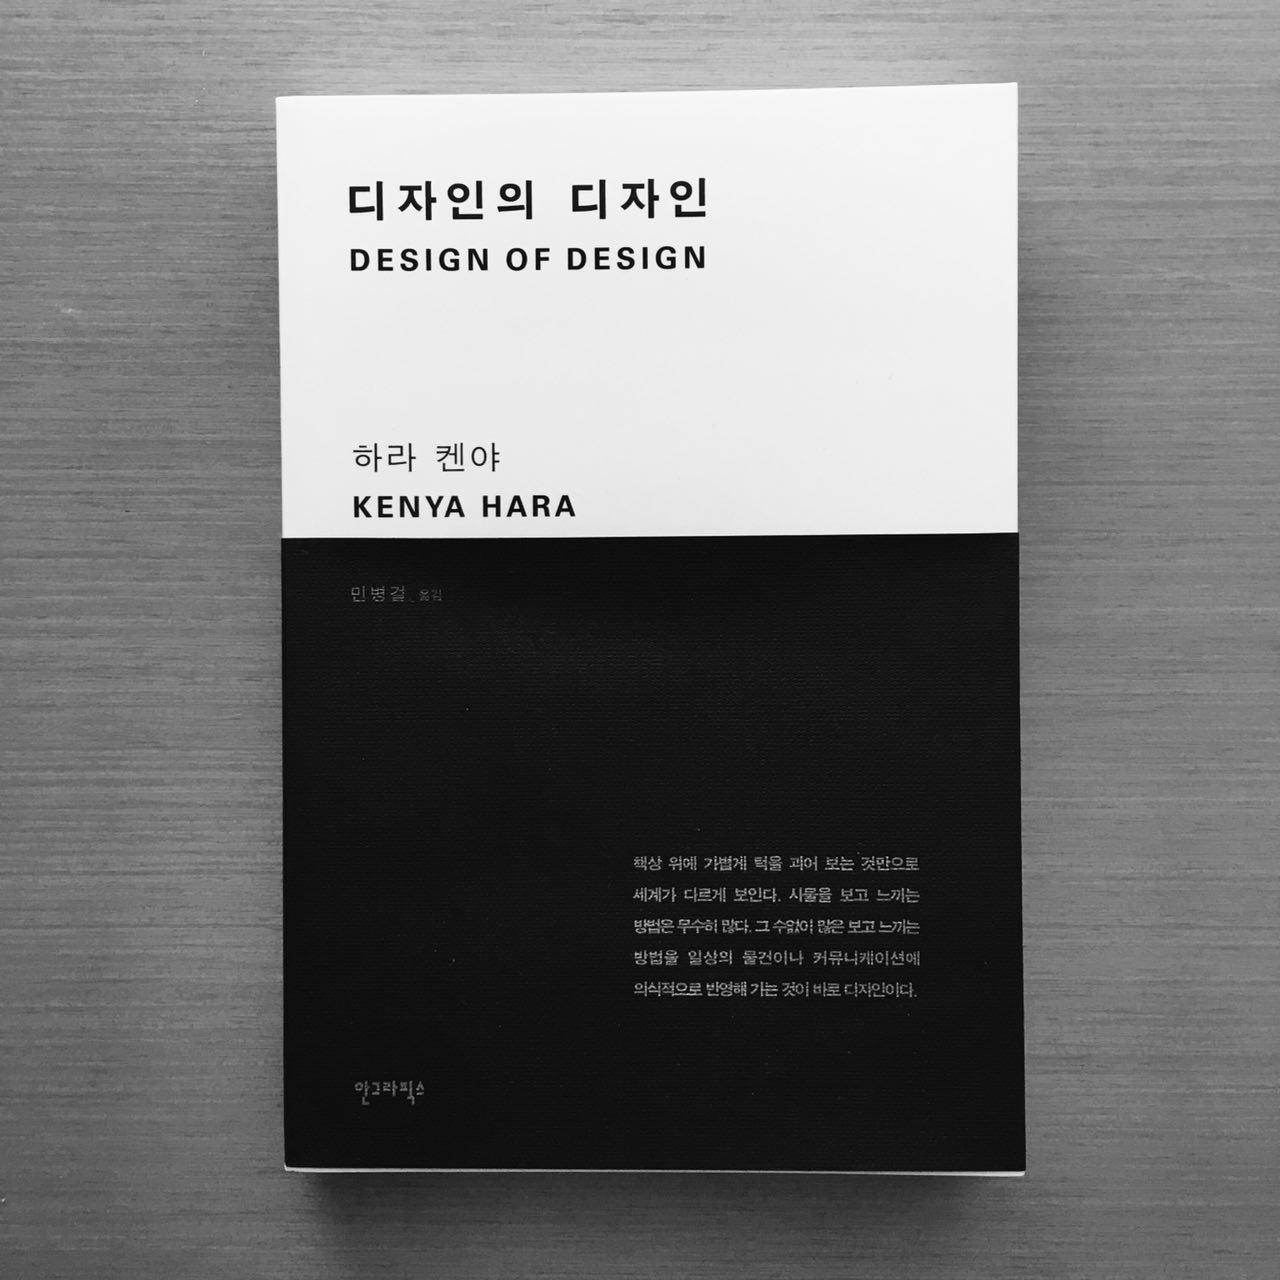 디자인의 디자인
DESIGN OF DESIGN
하라 켄야
KENYA HARA
민병걸 옮김
책상 위에 가볍게 턱을 괴어 보는 것만으로
세계가 다르게 보인다. 사물을 보고 느끼는
방법은 무수히 많다. 그 수없이 많은 보고 느끼는
방법을 일상의 물건이나 커뮤니케이션에
의식적으로 반영해 가는 것이 바로 디자인이다.
안그라픽스